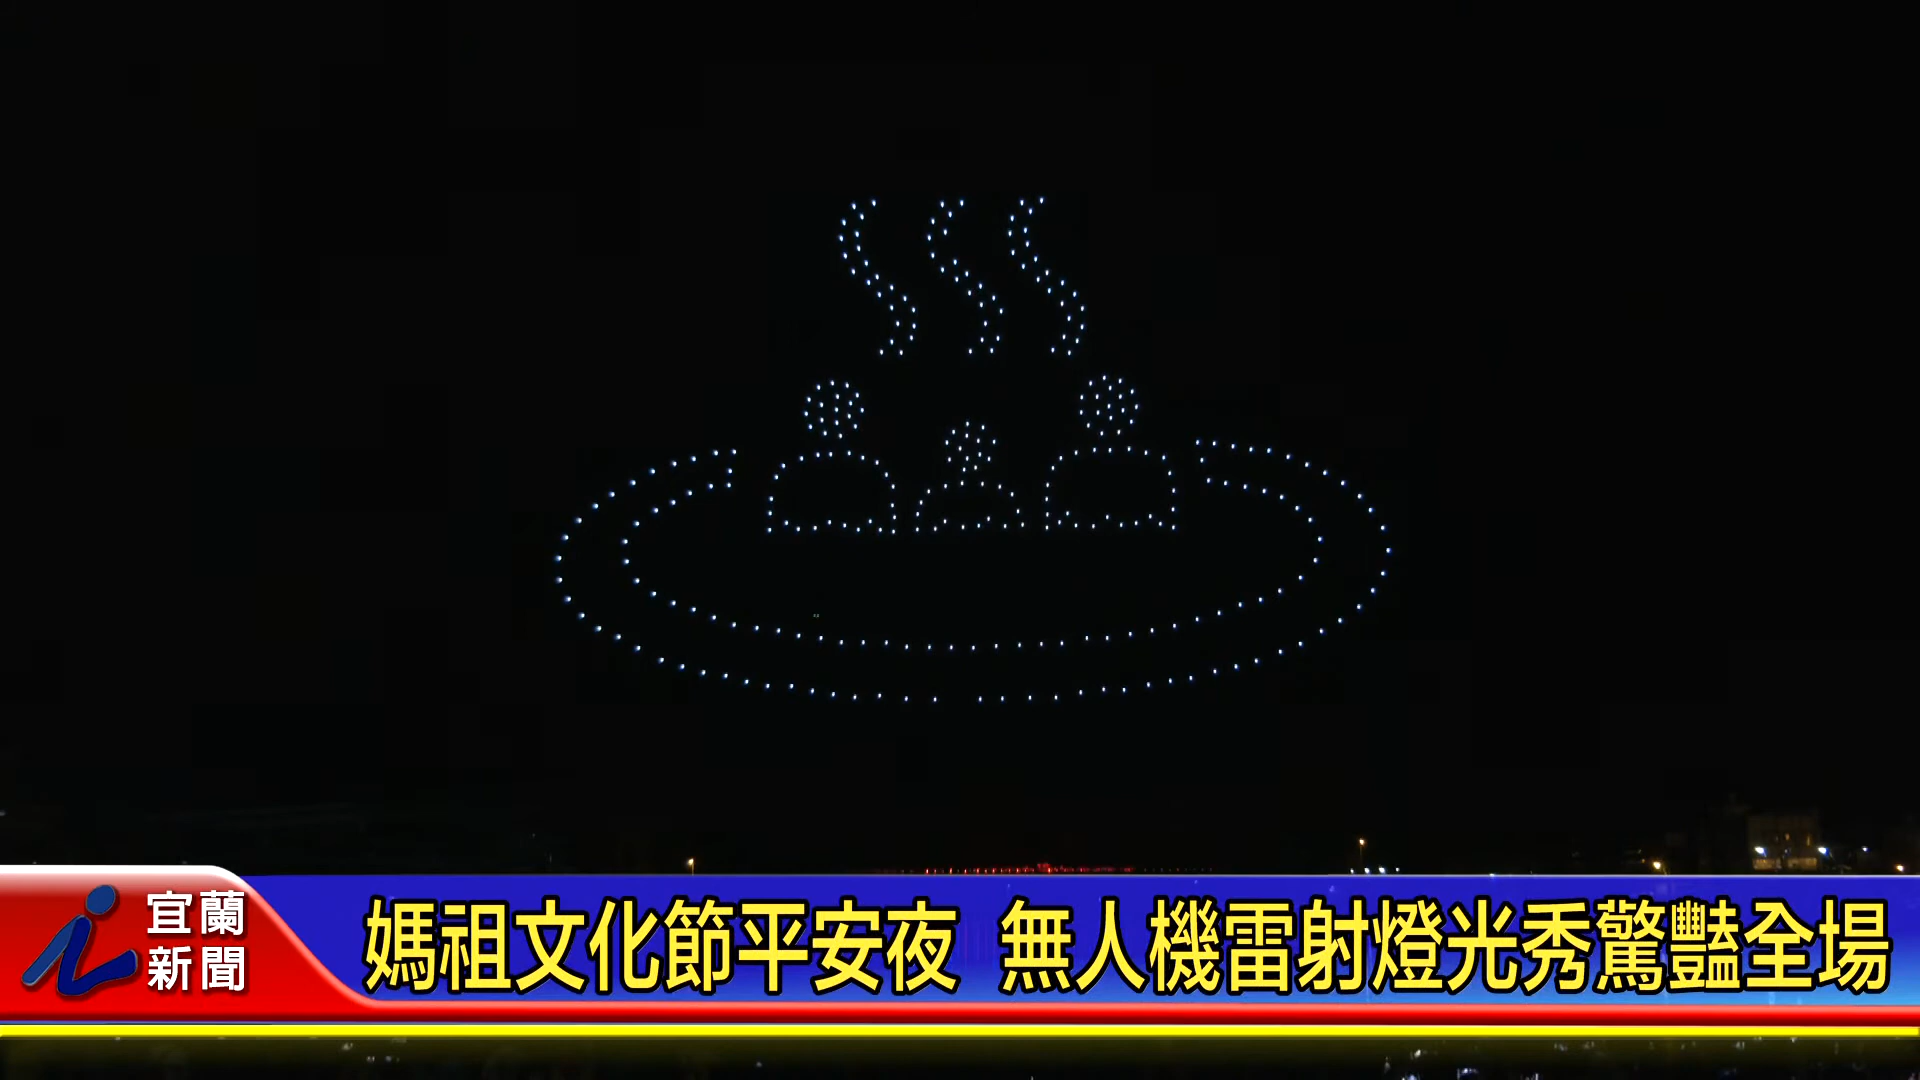 宜蘭
新聞
媽祖文化節平安夜 無人機雷射燈光秀驚豔全場